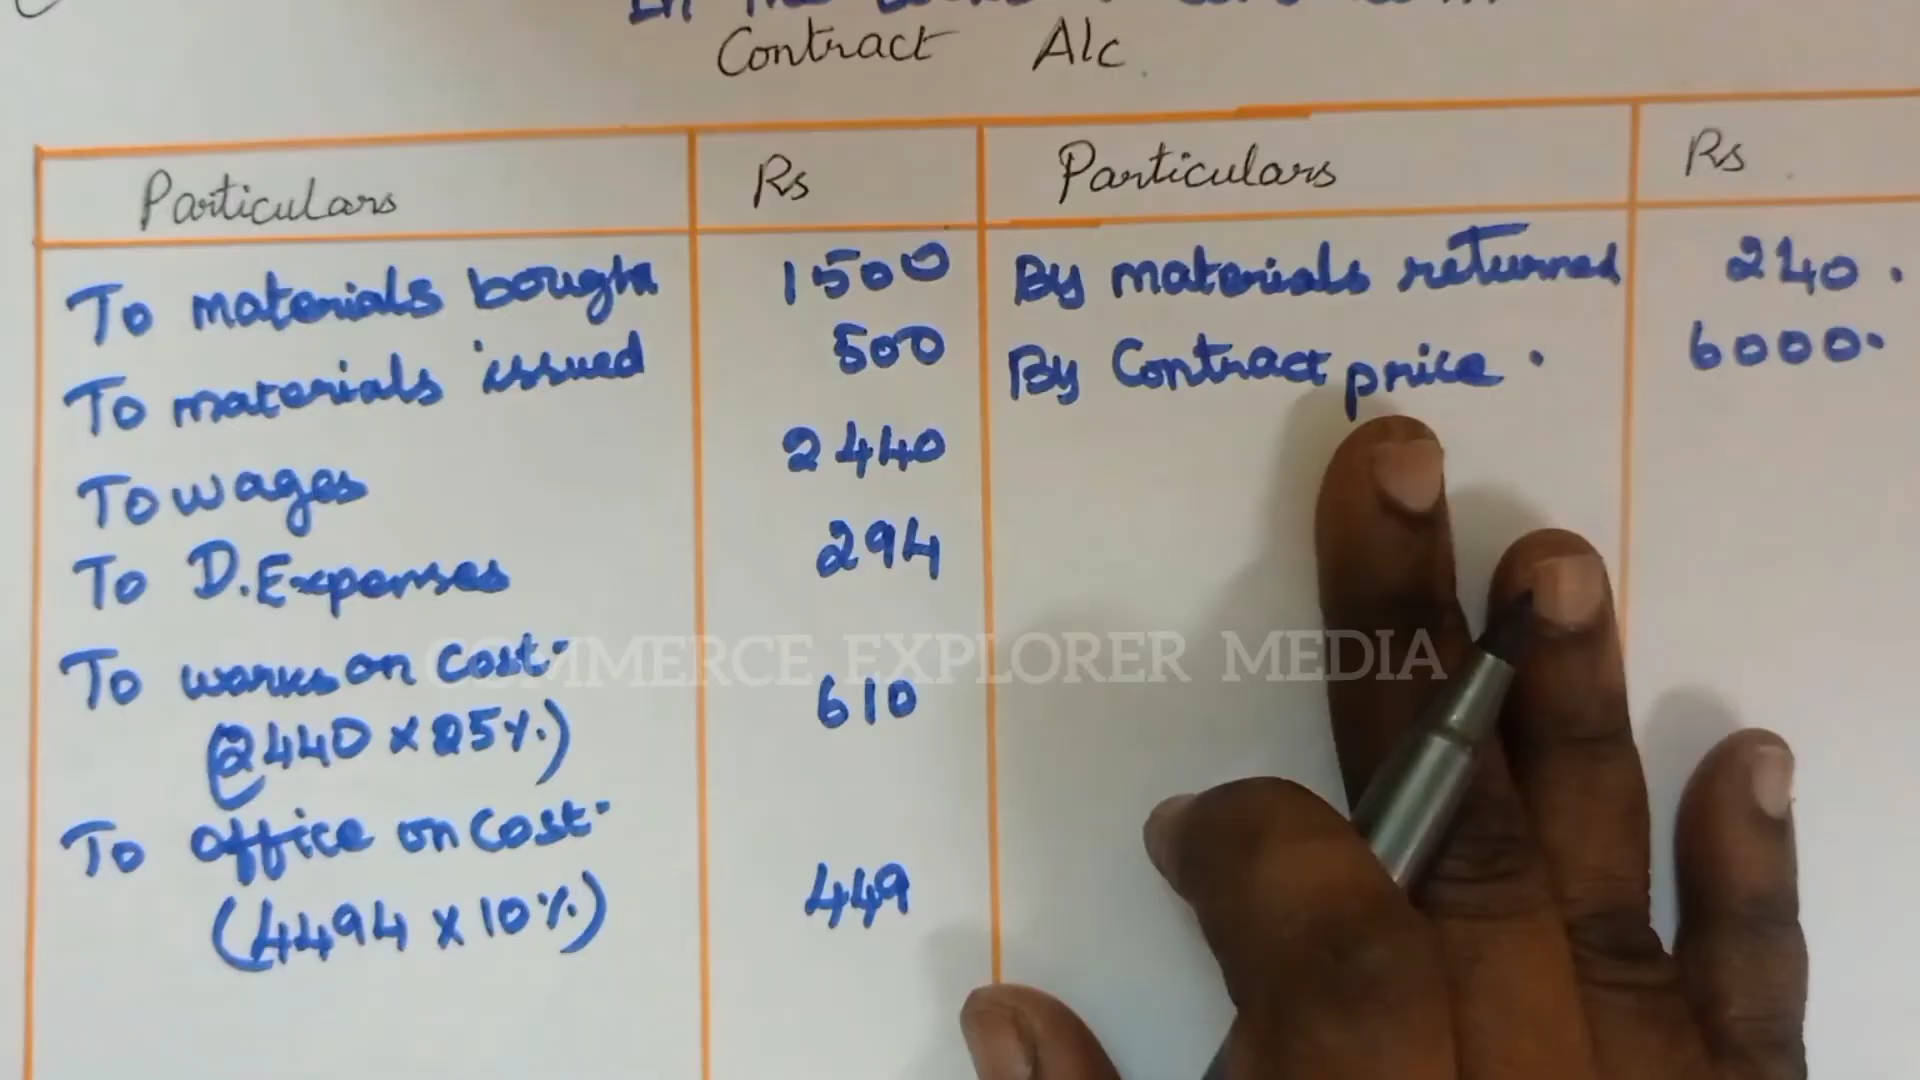 Contract A/c.
Particulars Rs Particulars Rs
To materials bought 1500 By materials returned 240.
To materials issued 500 By Contract price. 6000.
To wages 2440
To D.Expenses 294
To works on cost.
(2440 x 25%.) 610
To office on cost.
(4494 x 10%.) 449
COMMERCE EXPLORER MEDIA